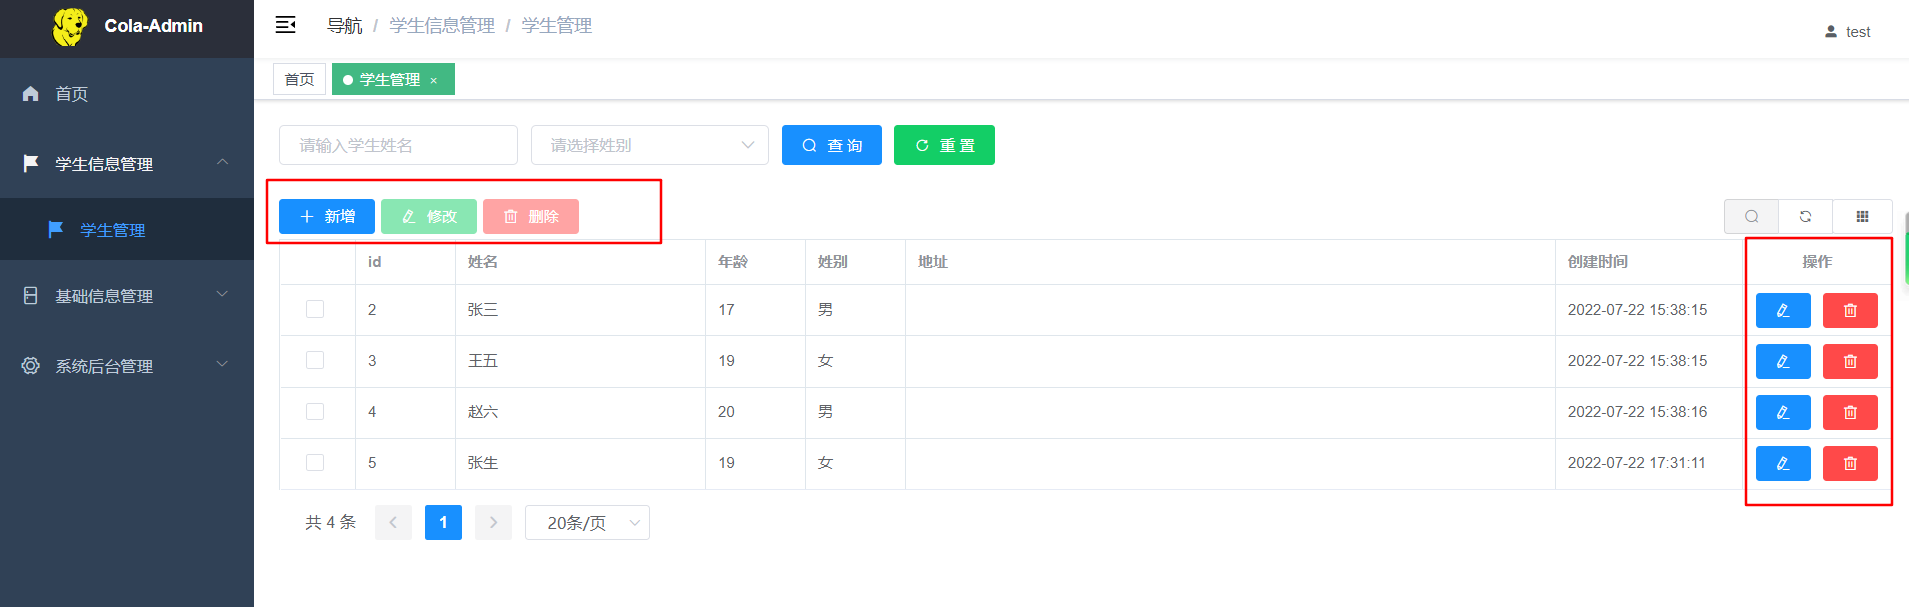 Cola-Admin
导航 / 学生信息管理 / 学生管理
test
首页
学生信息管理
学生管理
基础信息管理
系统后台管理
首页 学生管理 ×
请输入学生姓名 请选择姓别 查 询 重 置
新增 修改 删除
id 姓名 年龄 姓别 地址 创建时间 操作
2 张三 17 男 2022-07-22 15:38:15
3 王五 19 女 2022-07-22 15:38:15
4 赵六 20 男 2022-07-22 15:38:16
5 张生 19 女 2022-07-22 17:31:11
共 4 条 1 20条/页